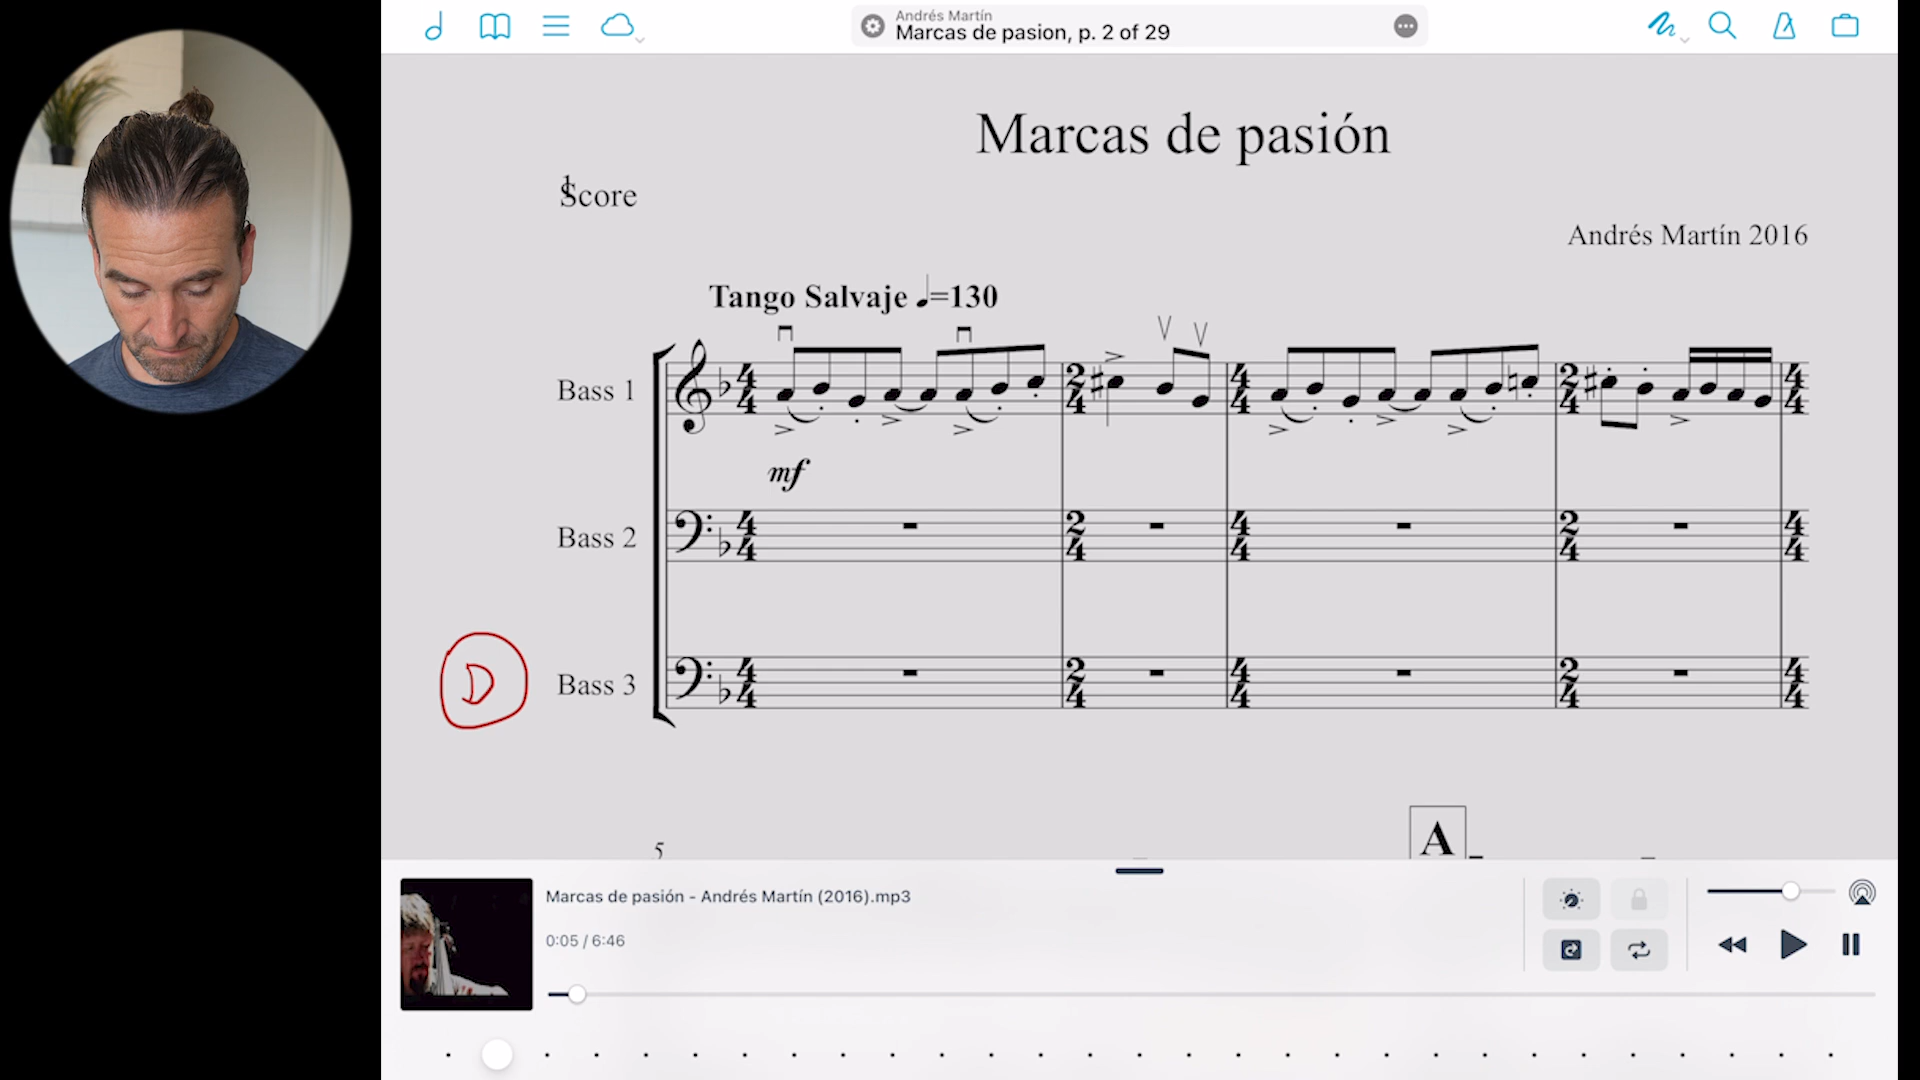 Andrés Martín
Marcas de pasion, p. 2 of 29
Marcas de pasión
1
Score
Andrés Martín 2016
Tango Salvaje ♩=130
Bass 1
mf
Bass 2
D
Bass 3
5
A
Marcas de pasión - Andrés Martín (2016).mp3
0:05 / 6:46